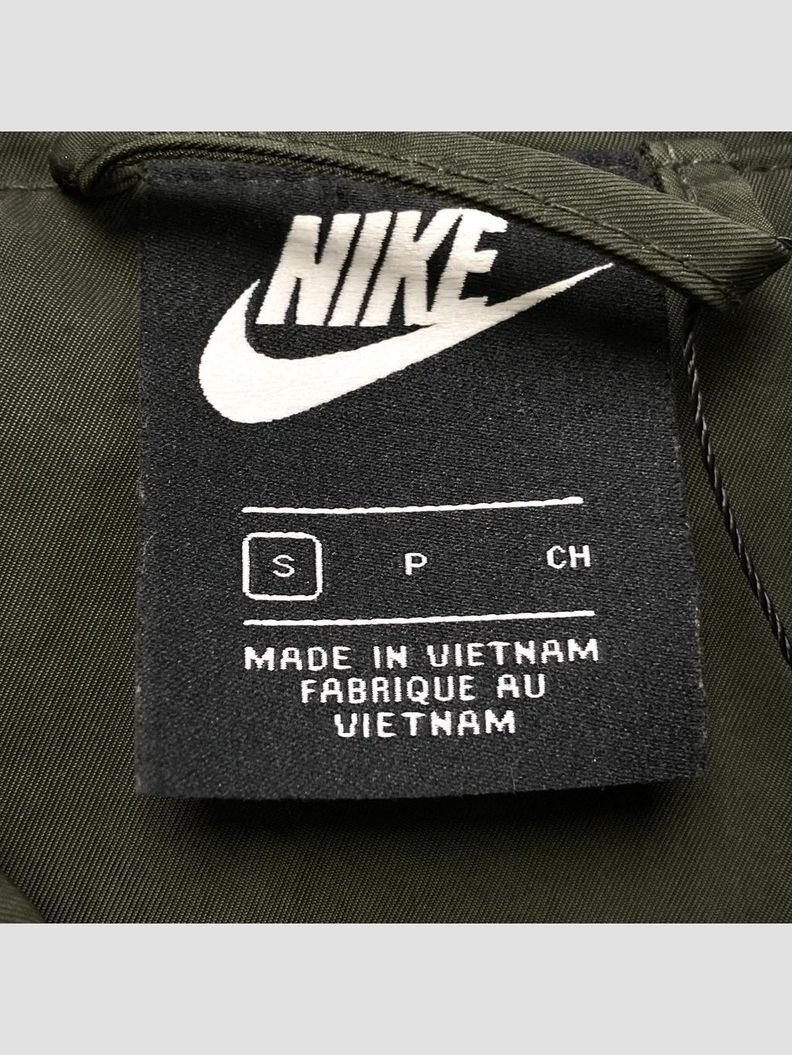 NIKE
S P CH
MADE IN VIETNAM
FABRIQUE AU
VIETNAM